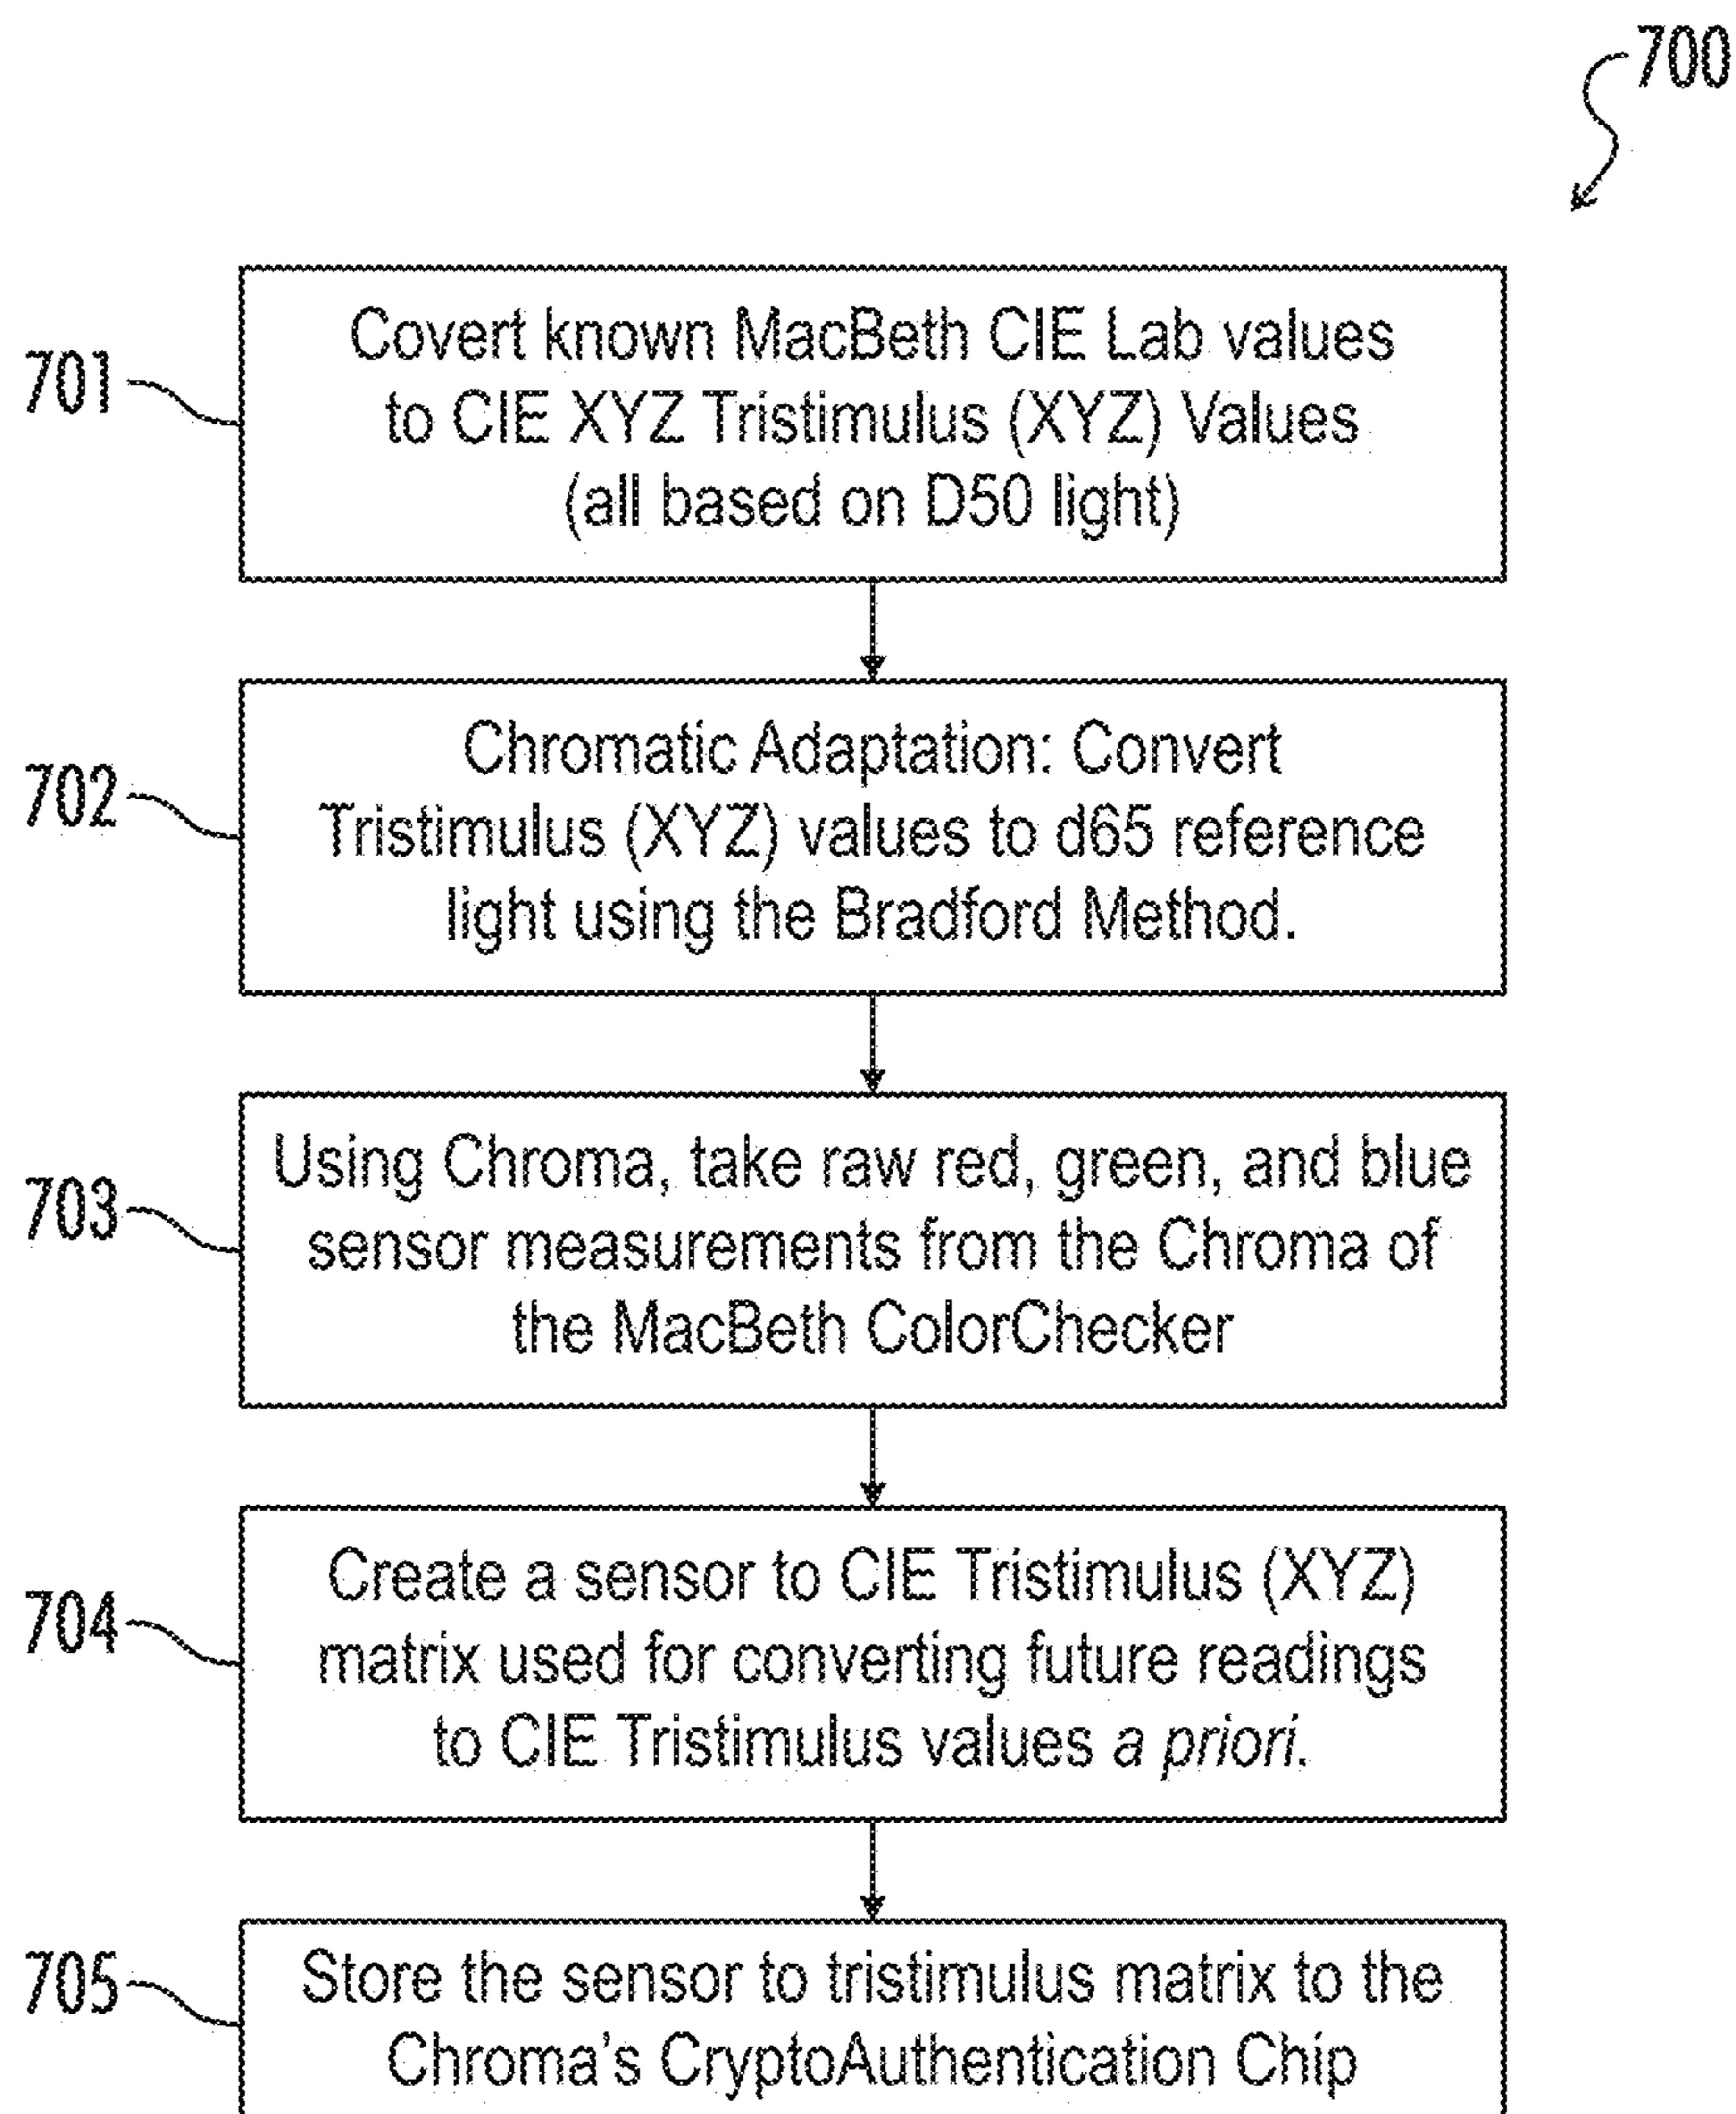 700
701
Covert known MacBeth CIE Lab values
to CIE XYZ Tristimulus (XYZ) Values
(all based on D50 light)
702
Chromatic Adaptation: Convert
Tristimulus (XYZ) values to d65 reference
light using the Bradford Method.
703
Using Chroma, take raw red, green, and blue
sensor measurements from the Chroma of
the MacBeth ColorChecker
704
Create a sensor to CIE Tristimulus (XYZ)
matrix used for converting future readings
to CIE Tristimulus values a priori.
705
Store the sensor to tristimulus matrix to the
Chroma's CryptoAuthentication Chip